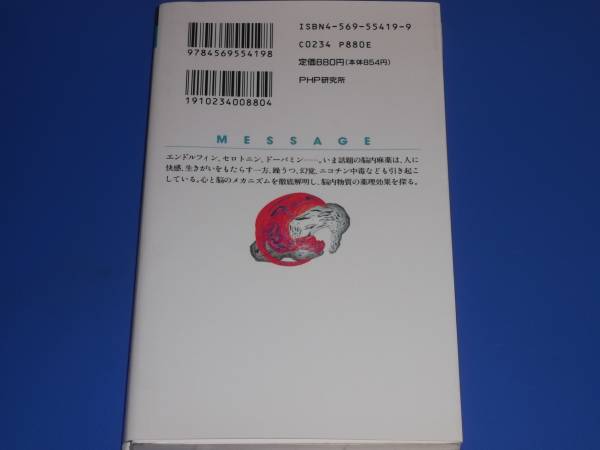 9784569554198
1910234008804
ISBN4-569-55419-9
C0234 P880E
定価880円(本体854円)
PHP研究所
MESSAGE
エンドルフィン、セロトニン、ドーパミン――。いま話題の脳内麻薬は、人に
快感、生きがいをもたらす一方、躁うつ、幻覚、ニコチン中毒なども引き起こ
している。心と脳のメカニズムを徹底解明し、脳内物質の薬理効果を探る。